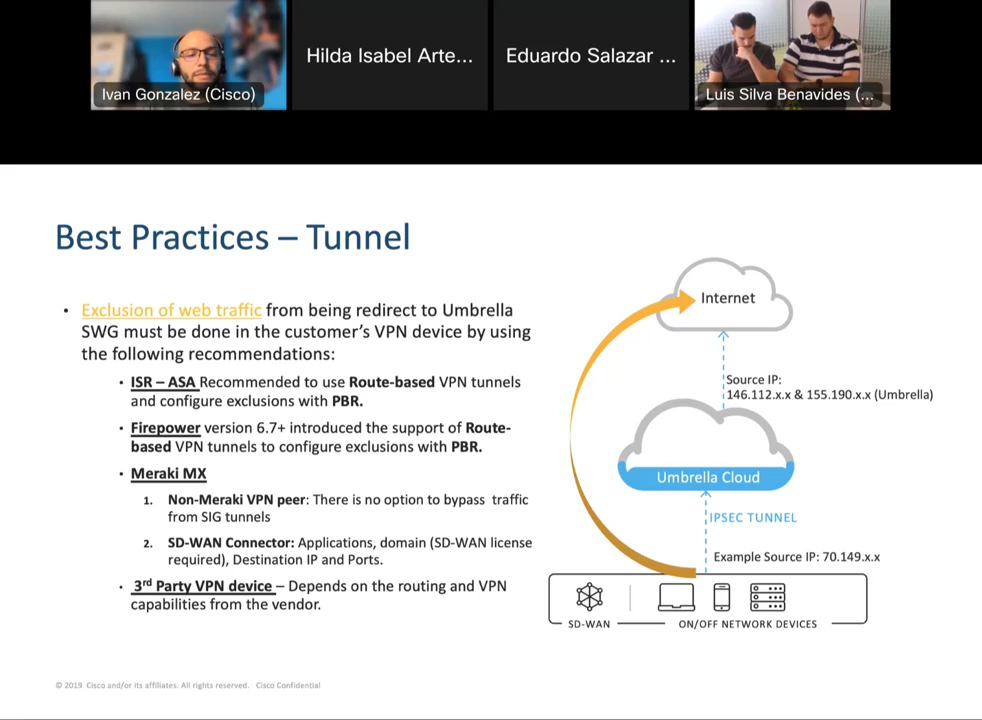 Ivan Gonzalez (Cisco)
Hilda Isabel Arte...
Eduardo Salazar ...
Luis Silva Benavides (...
Best Practices – Tunnel
• Exclusion of web traffic from being redirect to Umbrella
SWG must be done in the customer's VPN device by using
the following recommendations:
• ISR – ASA Recommended to use Route-based VPN tunnels
and configure exclusions with PBR.
• Firepower version 6.7+ introduced the support of Route-
based VPN tunnels to configure exclusions with PBR.
• Meraki MX
1. Non-Meraki VPN peer: There is no option to bypass traffic
from SIG tunnels
2. SD-WAN Connector: Applications, domain (SD-WAN license
required), Destination IP and Ports.
• 3rd Party VPN device – Depends on the routing and VPN
capabilities from the vendor.
Internet
Source IP:
146.112.x.x & 155.190.x.x (Umbrella)
Umbrella Cloud
IPSEC TUNNEL
Example Source IP: 70.149.x.x
SD-WAN
ON/OFF NETWORK DEVICES
© 2019 Cisco and/or its affiliates. All rights reserved. Cisco Confidential